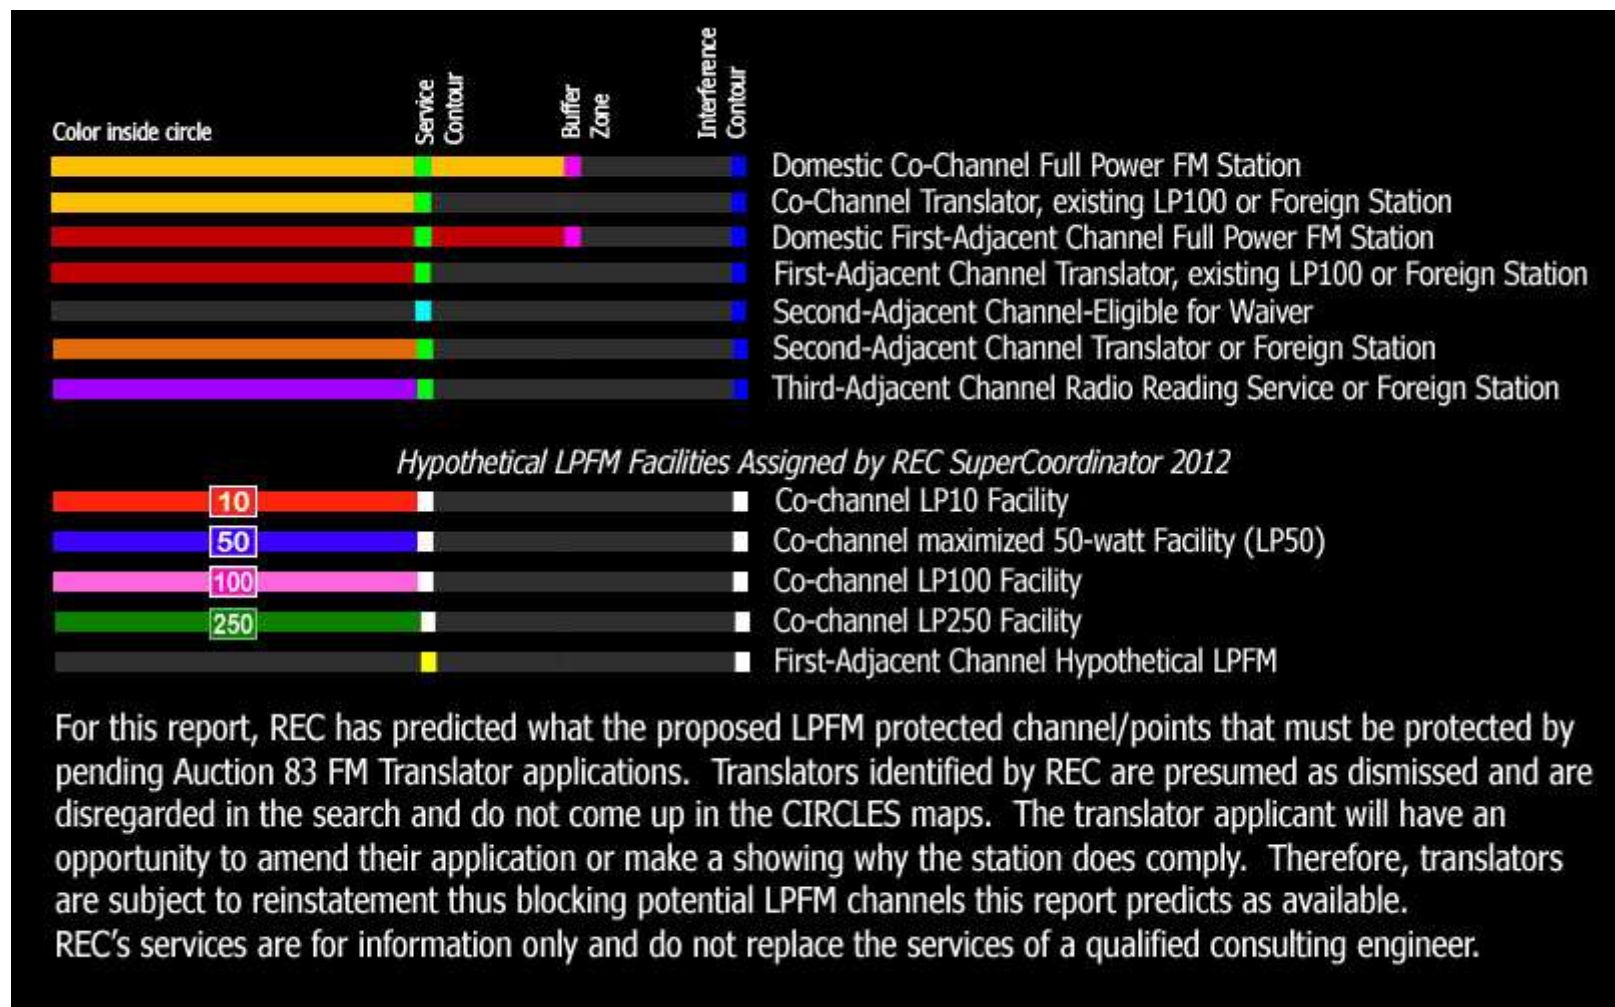 Color inside circle
Service
Contour
Buffer
Zone
Interference
Contour
Domestic Co-Channel Full Power FM Station
Co-Channel Translator, existing LP100 or Foreign Station
Domestic First-Adjacent Channel Full Power FM Station
First-Adjacent Channel Translator, existing LP100 or Foreign Station
Second-Adjacent Channel-Eligible for Waiver
Second-Adjacent Channel Translator or Foreign Station
Third-Adjacent Channel Radio Reading Service or Foreign Station
Hypothetical LPFM Facilities Assigned by REC SuperCoordinator 2012
10 Co-channel LP10 Facility
50 Co-channel maximized 50-watt Facility (LP50)
100 Co-channel LP100 Facility
250 Co-channel LP250 Facility
First-Adjacent Channel Hypothetical LPFM
For this report, REC has predicted what the proposed LPFM protected channel/points that must be protected by
pending Auction 83 FM Translator applications. Translators identified by REC are presumed as dismissed and are
disregarded in the search and do not come up in the CIRCLES maps. The translator applicant will have an
opportunity to amend their application or make a showing why the station does comply. Therefore, translators
are subject to reinstatement thus blocking potential LPFM channels this report predicts as available.
REC's services are for information only and do not replace the services of a qualified consulting engineer.